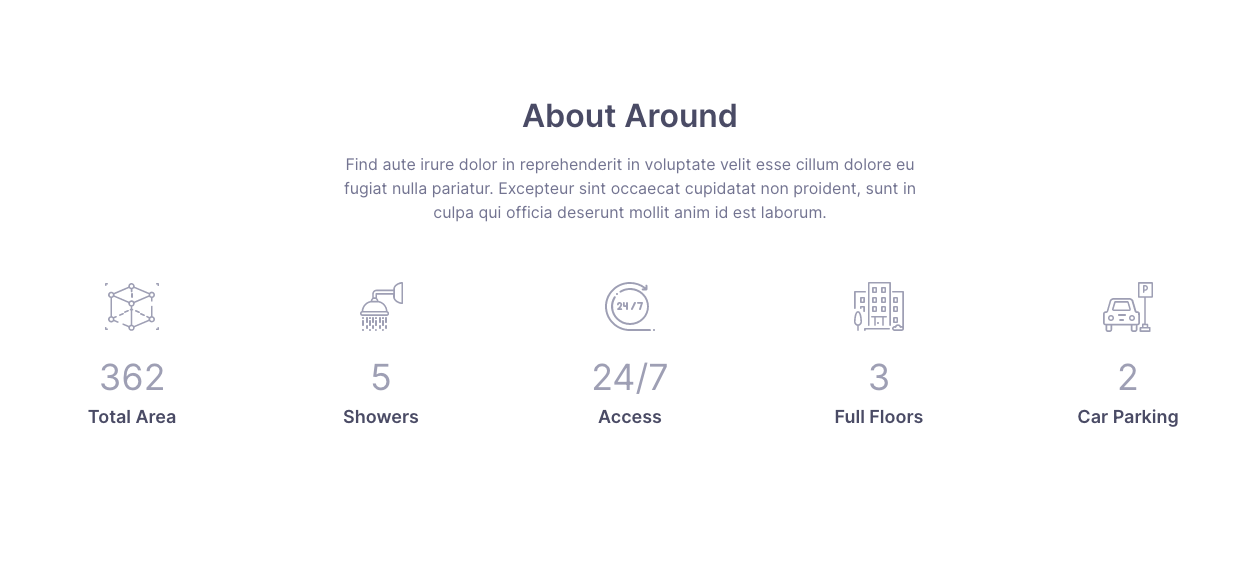 About Around
Find aute irure dolor in reprehenderit in voluptate velit esse cillum dolore eu
fugiat nulla pariatur. Excepteur sint occaecat cupidatat non proident, sunt in
culpa qui officia deserunt mollit anim id est laborum.
24/7
P
362
5
24/7
3
2
Total Area
Showers
Access
Full Floors
Car Parking